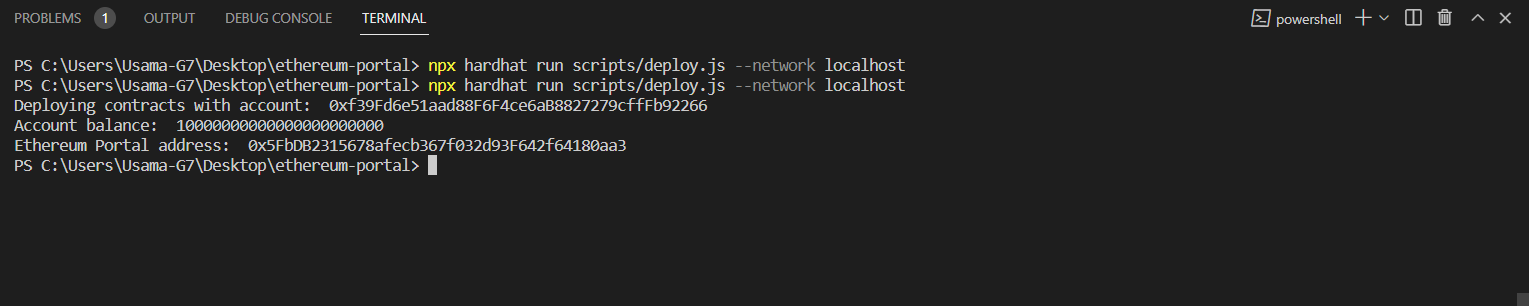 PROBLEMS 1 OUTPUT DEBUG CONSOLE TERMINAL powershell
PS C:\Users\Usama-G7\Desktop\ethereum-portal> npx hardhat run scripts/deploy.js --network localhost
PS C:\Users\Usama-G7\Desktop\ethereum-portal> npx hardhat run scripts/deploy.js --network localhost
Deploying contracts with account:  0xf39Fd6e51aad88F6F4ce6aB8827279cffFb92266
Account balance:  10000000000000000000000
Ethereum Portal address:  0x5FbDB2315678afecb367f032d93F642f64180aa3
PS C:\Users\Usama-G7\Desktop\ethereum-portal>